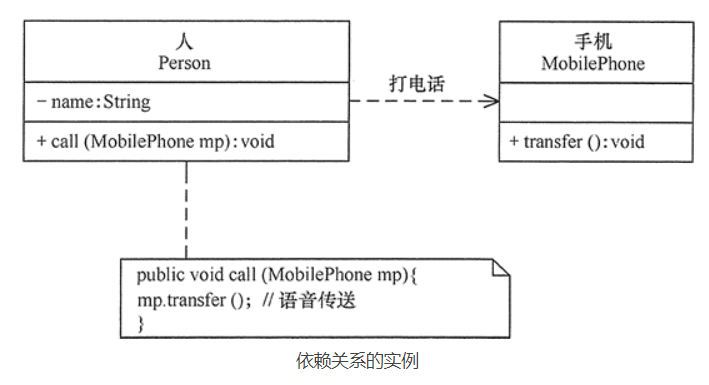 人
Person
- name:String
+ call (MobilePhone mp):void
打电话
手机
MobilePhone
+ transfer ():void
public void call (MobilePhone mp){
mp.transfer (); // 语音传送
}
依赖关系的实例